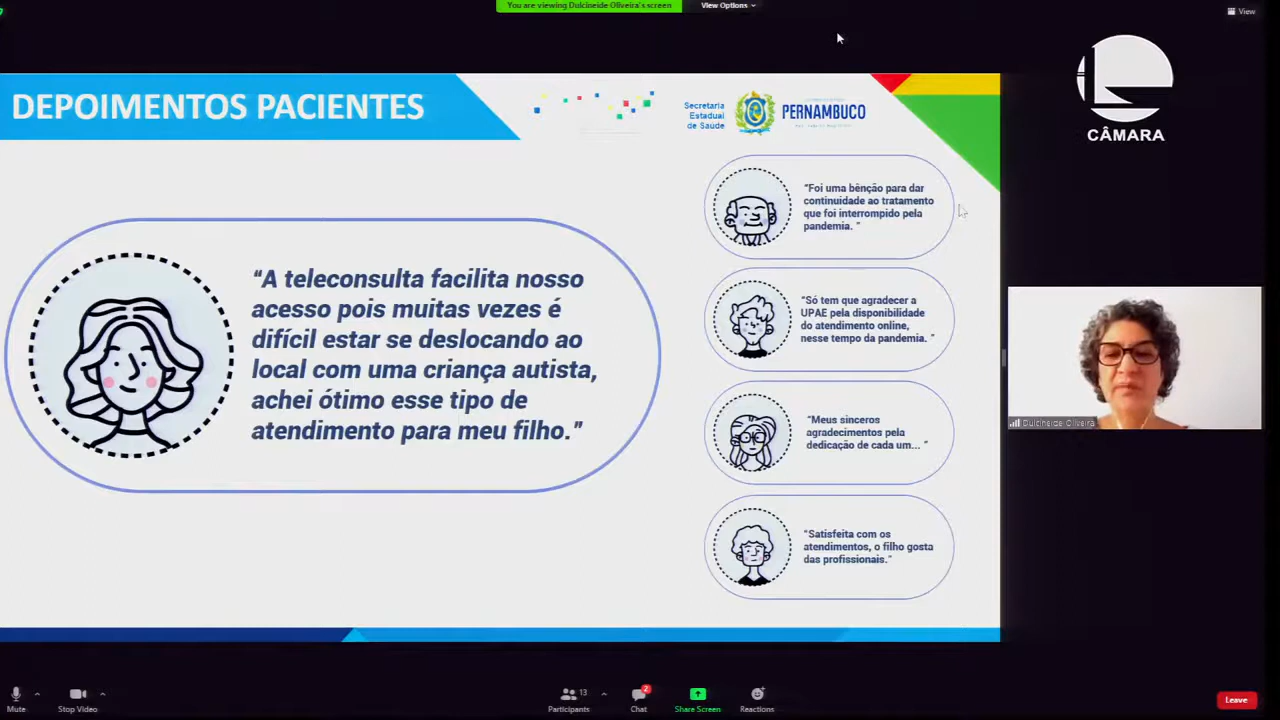 You are viewing Dulcineide Oliveira's screen
View Options
View
DEPOIMENTOS PACIENTES
Secretaria
Estadual
de Saúde
PERNAMBUCO
CÂMARA
“A teleconsulta facilita nosso
acesso pois muitas vezes é
difícil estar se deslocando ao
local com uma criança autista,
achei ótimo esse tipo de
atendimento para meu filho.”
“Foi uma bênção para dar
continuidade ao tratamento
que foi interrompido pela
pandemia. ”
“Só tem que agradecer a
UPAE pela disponibilidade
do atendimento online,
nesse tempo da pandemia. ”
“Meus sinceros
agradecimentos pela
dedicação de cada um... ”
“Satisfeita com os
atendimentos, o filho gosta
das profissionais.”
Dulcineide Oliveira
Mute
Stop Video
13
Participants
2
Chat
Share Screen
Reactions
Leave